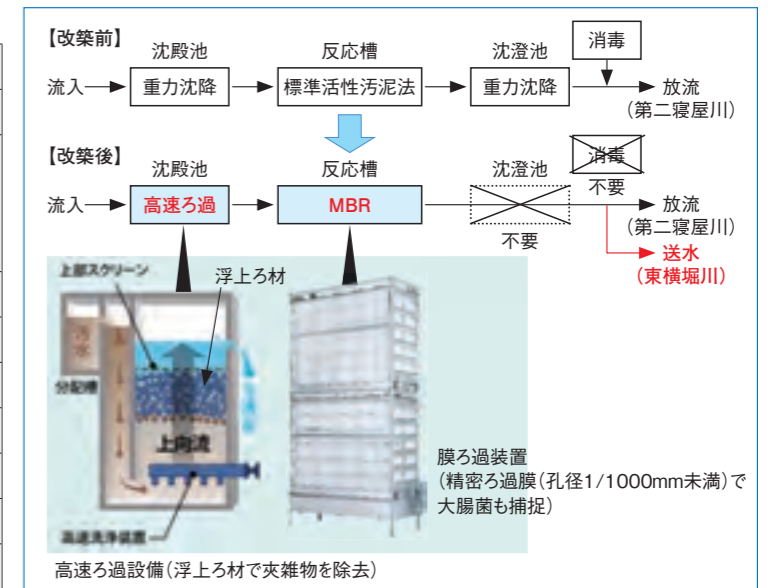 【改築前】
沈殿池
反応槽
沈澄池
消毒
流入
重力沈降
標準活性汚泥法
重力沈降
放流
(第二寝屋川)
【改築後】
沈殿池
反応槽
沈澄池
消毒
不要
流入
高速ろ過
MBR
不要
放流
(第二寝屋川)
送水
(東横堀川)
上部スクリーン
浮上ろ材
汚水
分配槽
上向流
高速洗浄装置
膜ろ過装置
(精密ろ過膜(孔径1/1000mm未満)で
大腸菌も捕捉)
高速ろ過設備(浮上ろ材で夾雑物を除去)